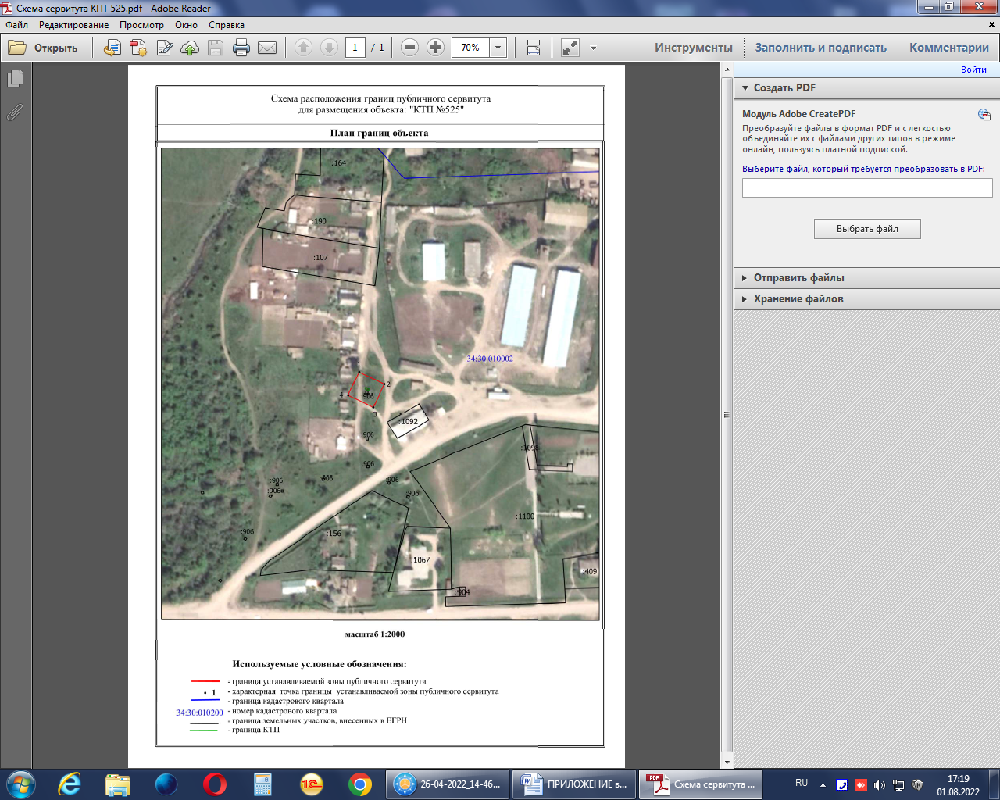 Схема сервитута КПТ 525.pdf - Adobe Reader
Файл Редактирование Просмотр Окно Справка
Открыть 1 / 1 70% Инструменты Заполнить и подписать Комментарии
Войти
Создать PDF
Модуль Adobe CreatePDF
Преобразуйте файлы в формат PDF и с легкостью
объединяйте их с файлами других типов в режиме
онлайн, пользуясь платной подпиской.
Выберите файл, который требуется преобразовать в PDF:
Выбрать файл
Отправить файлы
Хранение файлов
Схема расположения границ публичного сервитута
для размещения объекта: "КТП №525"
План границ объекта
:164
:190
:107
34:30:010002
1
2
4
:906
3
:1092
:906
:1098
:906
:906
:906
:906
:906
:906
:1100
:906
:156
:1067
:409
:904
масштаб 1:2000
Используемые условные обозначения:
- граница устанавливаемой зоны публичного сервитута
• 1 - характерная точка границы устанавливаемой зоны публичного сервитута
- граница кадастрового квартала
34:30:010200 - номер кадастрового квартала
- граница земельных участков, внесенных в ЕГРН
- граница КТП
26-04-2022_14-46... ПРИЛОЖЕНИЕ в... Схема сервитута ... RU 17:19
01.08.2022